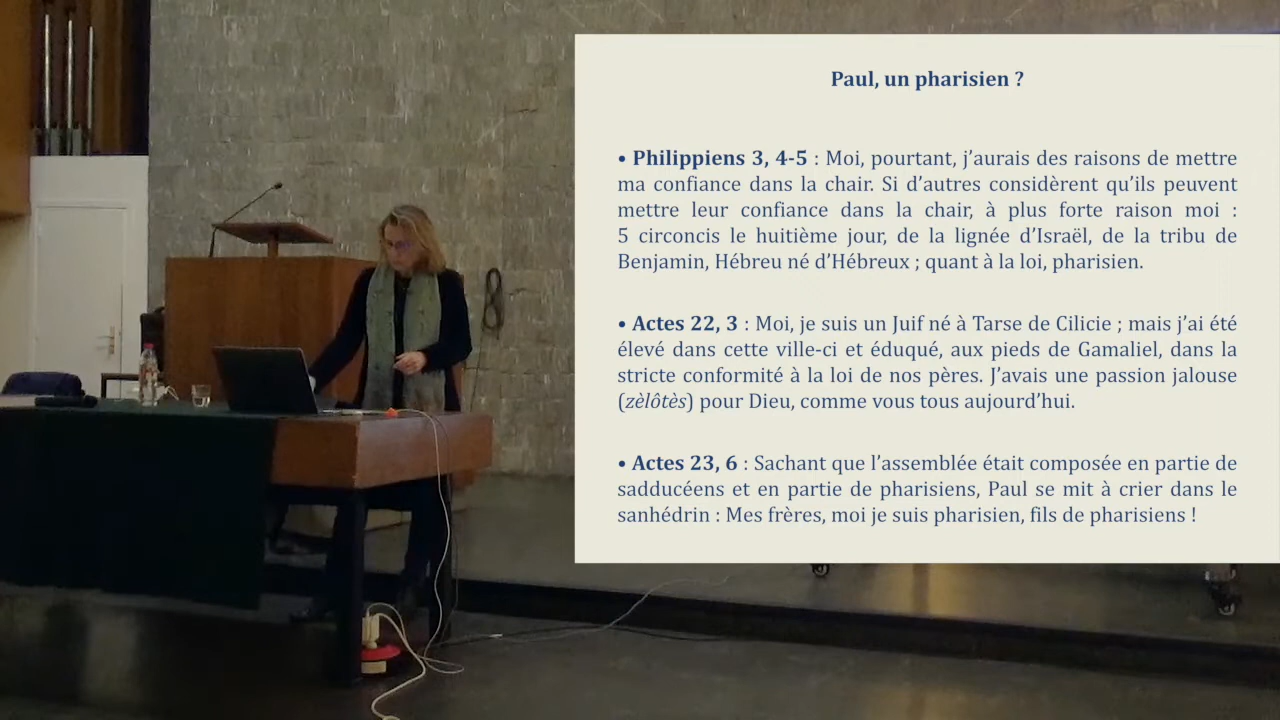 Paul, un pharisien ?
• Philippiens 3, 4-5 : Moi, pourtant, j’aurais des raisons de mettre
ma confiance dans la chair. Si d’autres considèrent qu’ils peuvent
mettre leur confiance dans la chair, à plus forte raison moi :
5 circoncis le huitième jour, de la lignée d’Israël, de la tribu de
Benjamin, Hébreu né d’Hébreux ; quant à la loi, pharisien.
• Actes 22, 3 : Moi, je suis un Juif né à Tarse de Cilicie ; mais j’ai été
élevé dans cette ville-ci et éduqué, aux pieds de Gamaliel, dans la
stricte conformité à la loi de nos pères. J’avais une passion jalouse
(zèlôtès) pour Dieu, comme vous tous aujourd’hui.
• Actes 23, 6 : Sachant que l’assemblée était composée en partie de
sadducéens et en partie de pharisiens, Paul se mit à crier dans le
sanhédrin : Mes frères, moi je suis pharisien, fils de pharisiens !